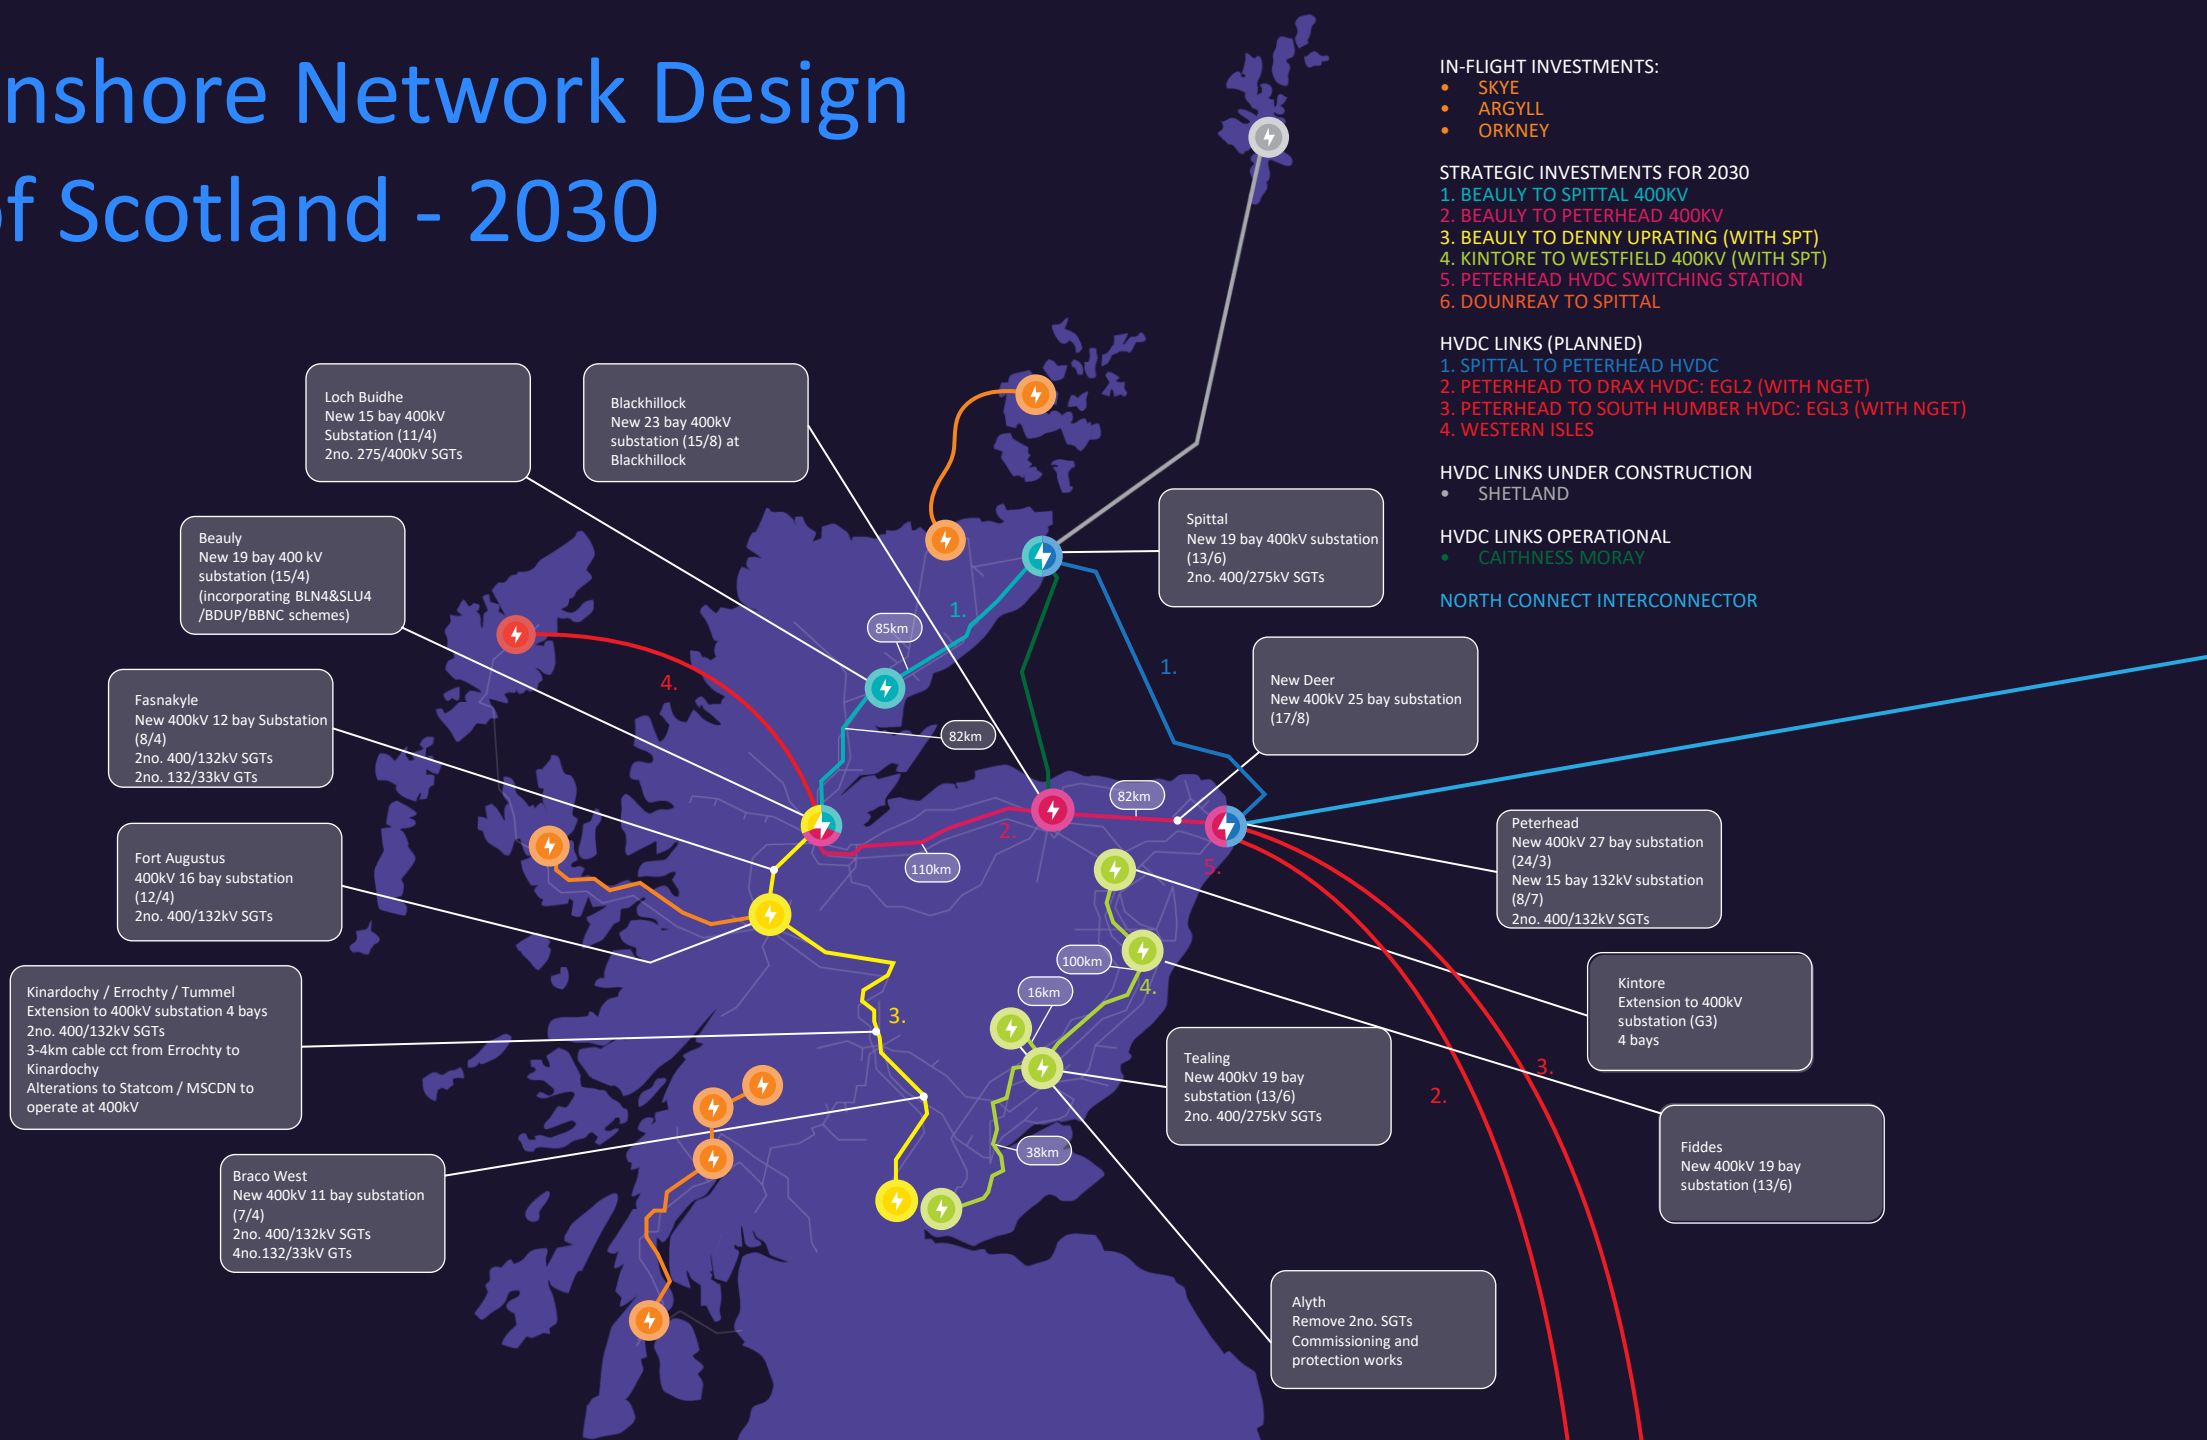 nshore Network Design
of Scotland - 2030
IN-FLIGHT INVESTMENTS:
• SKYE
• ARGYLL
• ORKNEY
STRATEGIC INVESTMENTS FOR 2030
1. BEAULY TO SPITTAL 400KV
2. BEAULY TO PETERHEAD 400KV
3. BEAULY TO DENNY UPRATING (WITH SPT)
4. KINTORE TO WESTFIELD 400KV (WITH SPT)
5. PETERHEAD HVDC SWITCHING STATION
6. DOUNREAY TO SPITTAL
HVDC LINKS (PLANNED)
1. SPITTAL TO PETERHEAD HVDC
2. PETERHEAD TO DRAX HVDC: EGL2 (WITH NGET)
3. PETERHEAD TO SOUTH HUMBER HVDC: EGL3 (WITH NGET)
4. WESTERN ISLES
HVDC LINKS UNDER CONSTRUCTION
• SHETLAND
HVDC LINKS OPERATIONAL
• CAITHNESS MORAY
NORTH CONNECT INTERCONNECTOR
Loch Buidhe
New 15 bay 400kV
Substation (11/4)
2no. 275/400kV SGTs
Blackhillock
New 23 bay 400kV
substation (15/8) at
Blackhillock
Spittal
New 19 bay 400kV substation
(13/6)
2no. 400/275kV SGTs
Beauly
New 19 bay 400 kV
substation (15/4)
(incorporating BLN4&SLU4
/BDUP/BBNC schemes)
85km
1.
1.
4.
82km
New Deer
New 400kV 25 bay substation
(17/8)
Fasnakyle
New 400kV 12 bay Substation
(8/4)
2no. 400/132kV SGTs
2no. 132/33kV GTs
82km
2.
110km
5.
Peterhead
New 400kV 27 bay substation
(24/3)
New 15 bay 132kV substation
(8/7)
2no. 400/132kV SGTs
Fort Augustus
400kV 16 bay substation
(12/4)
2no. 400/132kV SGTs
100km
4.
16km
3.
Kintore
Extension to 400kV
substation (G3)
4 bays
Kinardochy / Errochty / Tummel
Extension to 400kV substation 4 bays
2no. 400/132kV SGTs
3-4km cable cct from Errochty to
Kinardochy
Alterations to Statcom / MSCDN to
operate at 400kV
Tealing
New 400kV 19 bay
substation (13/6)
2no. 400/275kV SGTs
3.
2.
38km
Fiddes
New 400kV 19 bay
substation (13/6)
Braco West
New 400kV 11 bay substation
(7/4)
2no. 400/132kV SGTs
4no.132/33kV GTs
Alyth
Remove 2no. SGTs
Commissioning and
protection works